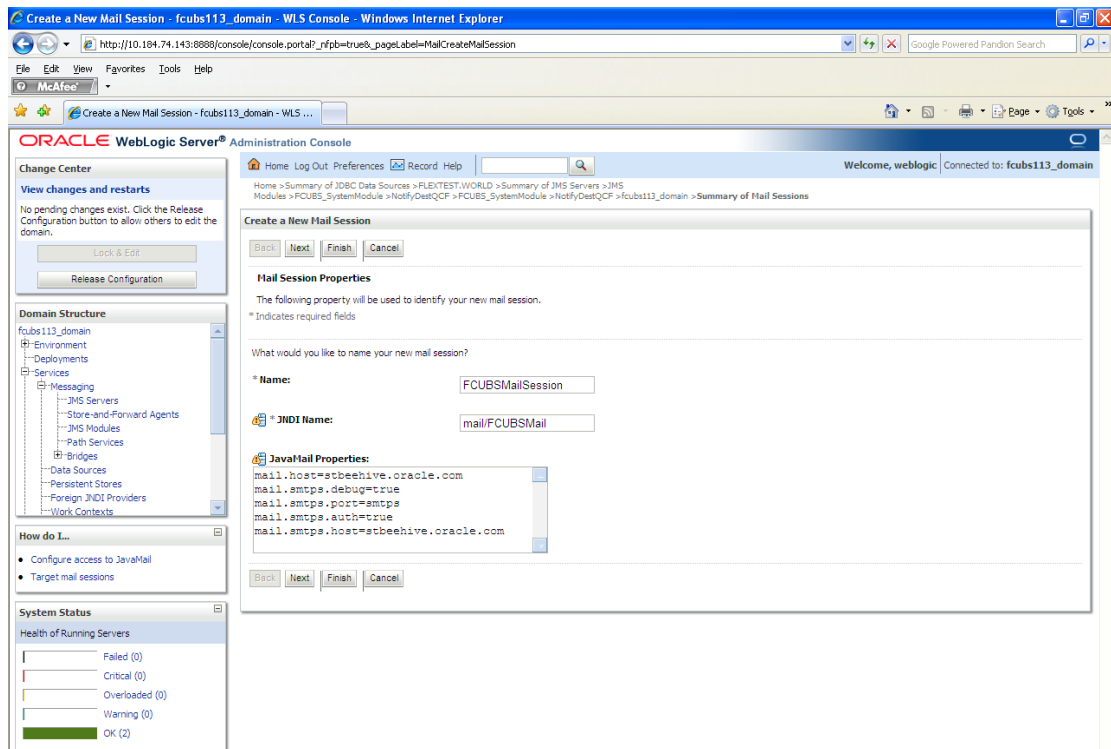 Create a New Mail Session - fcubs113_domain - WLS Console - Windows Internet Explorer
http://10.184.74.143:8888/console/console.portal?_nfpb=true&_pageLabel=MailCreateMailSession
Google Powered Pandion Search
File Edit View Favorites Tools Help
McAfee
Create a New Mail Session - fcubs113_domain - WLS ...
Page Tools
ORACLE WebLogic Server® Administration Console
Change Center
View changes and restarts
No pending changes exist. Click the Release
Configuration button to allow others to edit the
domain.
Lock & Edit
Release Configuration
Domain Structure
fcubs113_domain
Environment
Deployments
Services
Messaging
JMS Servers
Store-and-Forward Agents
JMS Modules
Path Services
Bridges
Data Sources
Persistent Stores
Foreign JNDI Providers
Work Contexts
How do I...
Configure access to JavaMail
Target mail sessions
System Status
Health of Running Servers
Failed (0)
Critical (0)
Overloaded (0)
Warning (0)
OK (2)
Home Log Out Preferences Record Help
Welcome, weblogic Connected to: fcubs113_domain
Home >Summary of JDBC Data Sources >FLEXTEST.WORLD >Summary of JMS Servers >JMS
Modules >FCUBS_SystemModule >NotifyDestQCF >FCUBS_SystemModule >NotifyDestQCF >fcubs113_domain >Summary of Mail Sessions
Create a New Mail Session
Back Next Finish Cancel
Mail Session Properties
The following property will be used to identify your new mail session.
* Indicates required fields
What would you like to name your new mail session?
* Name: FCUBSMailSession
* JNDI Name: mail/FCUBSMail
JavaMail Properties:
mail.host=stbeehive.oracle.com
mail.smtps.debug=true
mail.smtps.port=smtps
mail.smtps.auth=true
mail.smtps.host=stbeehive.oracle.com
Back Next Finish Cancel